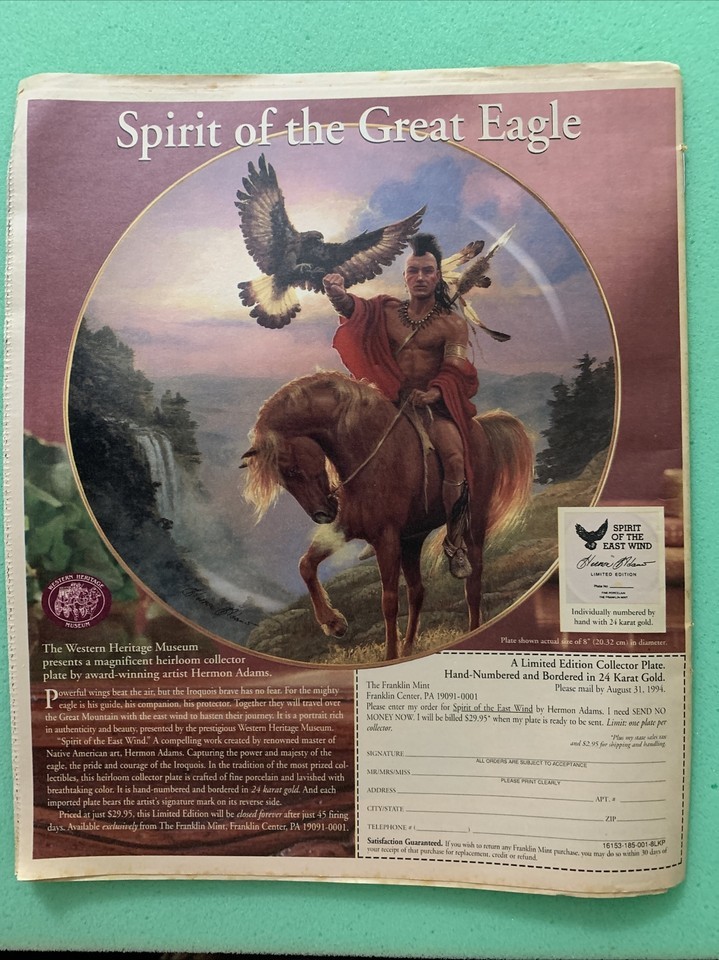 Spirit of the Great Eagle
SPIRIT
OF THE
EAST WIND
Hermon Adams
LIMITED EDITION
Plate No.
FINE PORCELAIN
THE FRANKLIN MINT
Individually numbered by
hand with 24 karat gold.
Hermon Adams
WESTERN HERITAGE
MUSEUM
Plate shown actual size of 8" (20.32 cm) in diameter.
The Western Heritage Museum
presents a magnificent heirloom collector
plate by award-winning artist Hermon Adams.
Powerful wings beat the air, but the Iroquois brave has no fear. For the mighty
eagle is his guide, his companion, his protector. Together they will travel over
the Great Mountain with the east wind to hasten their journey. It is a portrait rich
in authenticity and beauty, presented by the prestigious Western Heritage Museum.
"Spirit of the East Wind." A compelling work created by renowned master of
Native American art, Hermon Adams. Capturing the power and majesty of the
eagle, the pride and courage of the Iroquois. In the tradition of the most prized col-
lectibles, this heirloom collector plate is crafted of fine porcelain and lavished with
breathtaking color. It is hand-numbered and bordered in 24 karat gold. And each
imported plate bears the artist's signature mark on its reverse side.
Priced at just $29.95, this Limited Edition will be closed forever after just 45 firing
days. Available exclusively from The Franklin Mint, Franklin Center, PA 19091-0001.
A Limited Edition Collector Plate.
Hand-Numbered and Bordered in 24 Karat Gold.
The Franklin Mint
Please mail by August 31, 1994.
Franklin Center, PA 19091-0001
Please enter my order for Spirit of the East Wind by Hermon Adams. I need SEND NO
MONEY NOW. I will be billed $29.95* when my plate is ready to be sent. Limit: one plate per
collector.
*Plus my state sales tax
and $2.95 for shipping and handling.
SIGNATURE
ALL ORDERS ARE SUBJECT TO ACCEPTANCE
MR/MRS/MISS
PLEASE PRINT CLEARLY
ADDRESS
APT. #
CITY/STATE
ZIP
TELEPHONE # ( )
Satisfaction Guaranteed. If you wish to return any Franklin Mint purchase, you may do so within 30 days of
your receipt of that purchase for replacement, credit or refund.
16153-185-001-8LKP